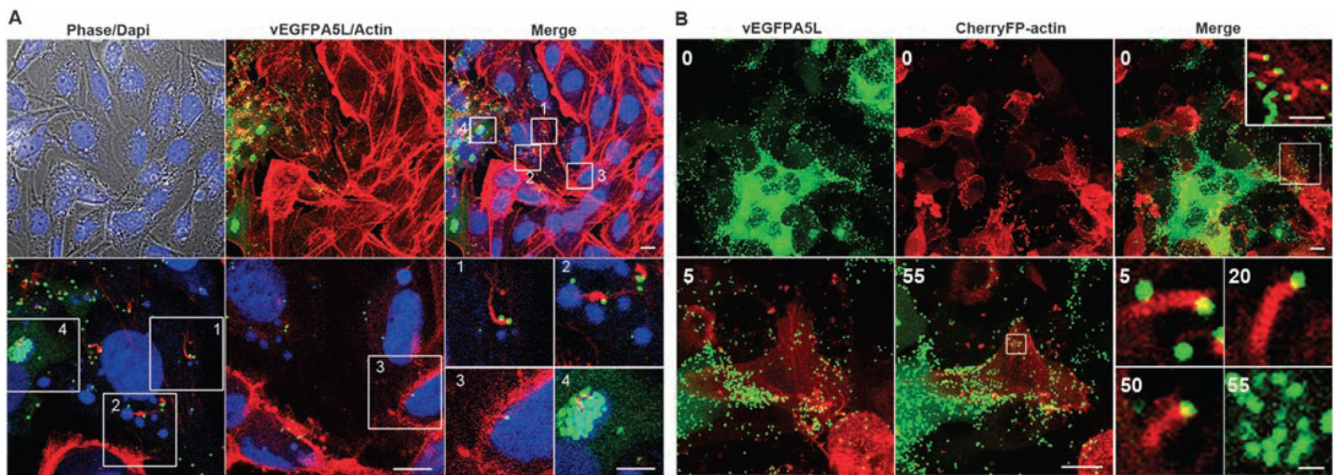 A
Phase/Dapi vEGFPA5L/Actin Merge
4 1
2 3
4 1 2
3
1 2
3 4
B
vEGFPA5L CherryFP-actin Merge
0 0 0
5 55
5 20
50 55